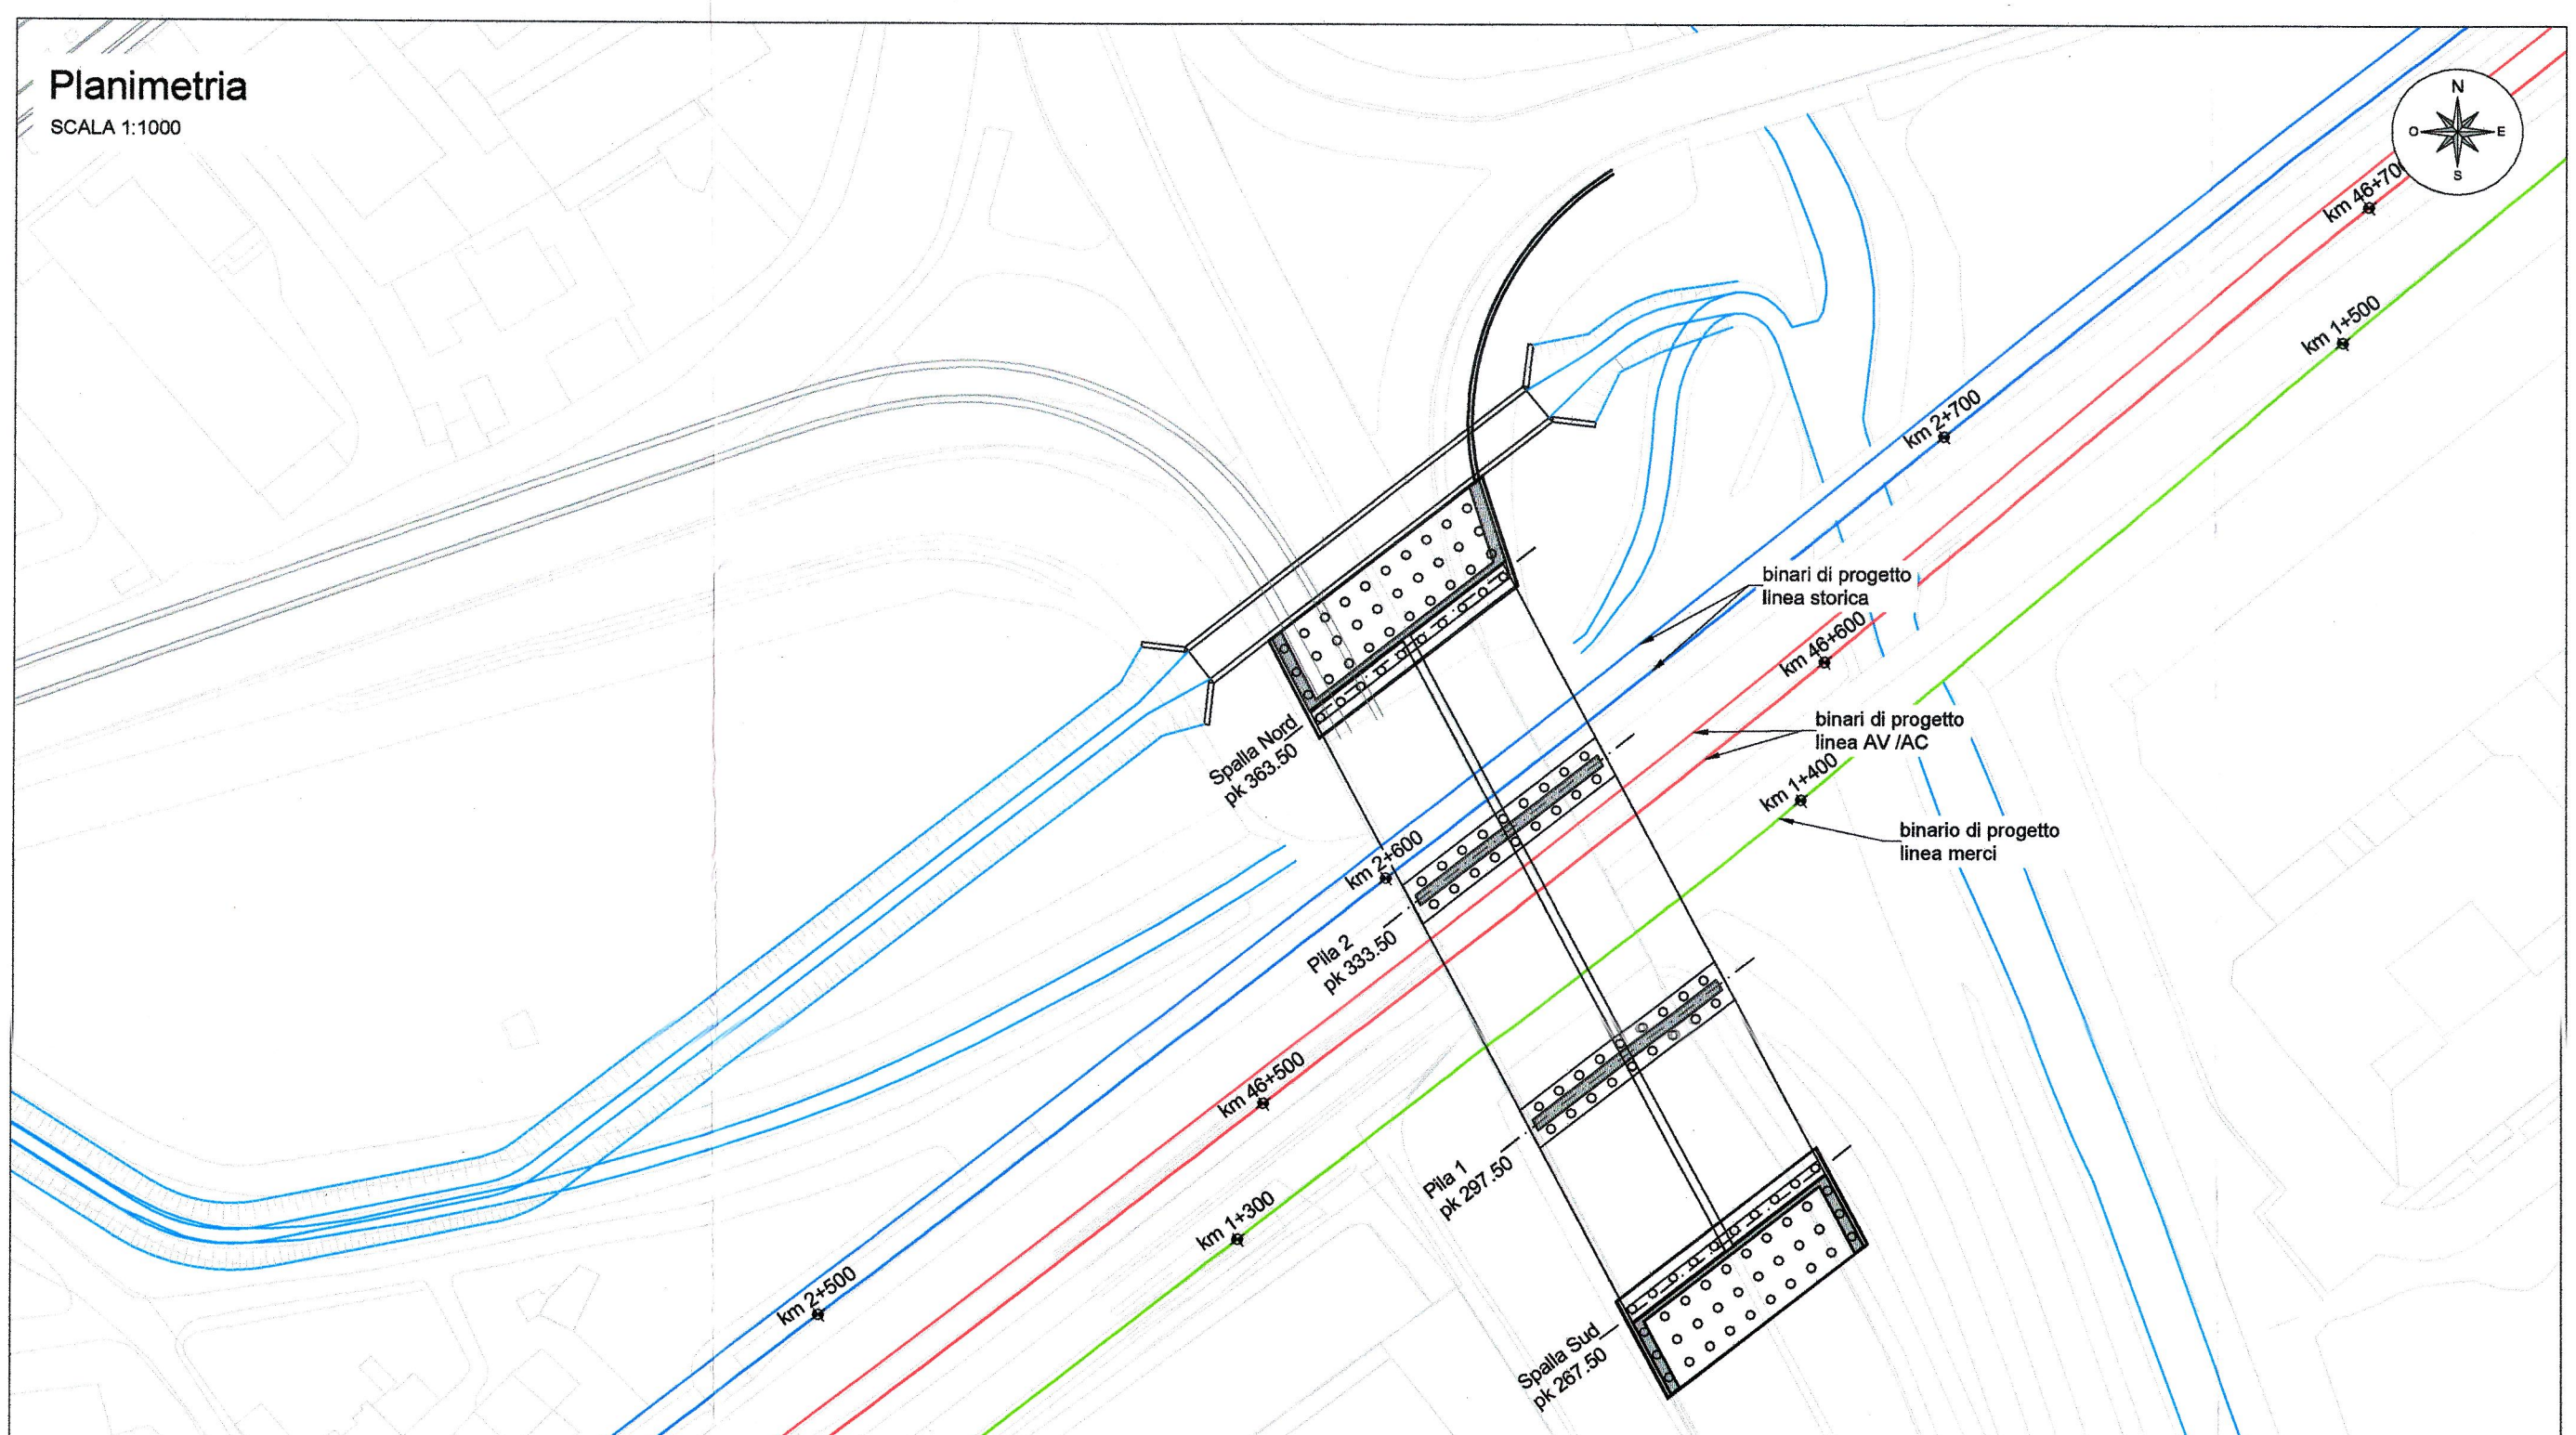 Planimetria
SCALA 1:1000
N
O
E
S
km 46+700
km 1+500
km 2+700
binari di progetto
linea storica
km 46+600
binari di progetto
linea AV /AC
km 1+400
binario di progetto
linea merci
Spalla Nord
pk 363.50
km 2+600
Pila 2
pk 333.50
km 46+500
Pila 1
pk 297.50
km 1+300
km 2+500
Spalla Sud
pk 267.50